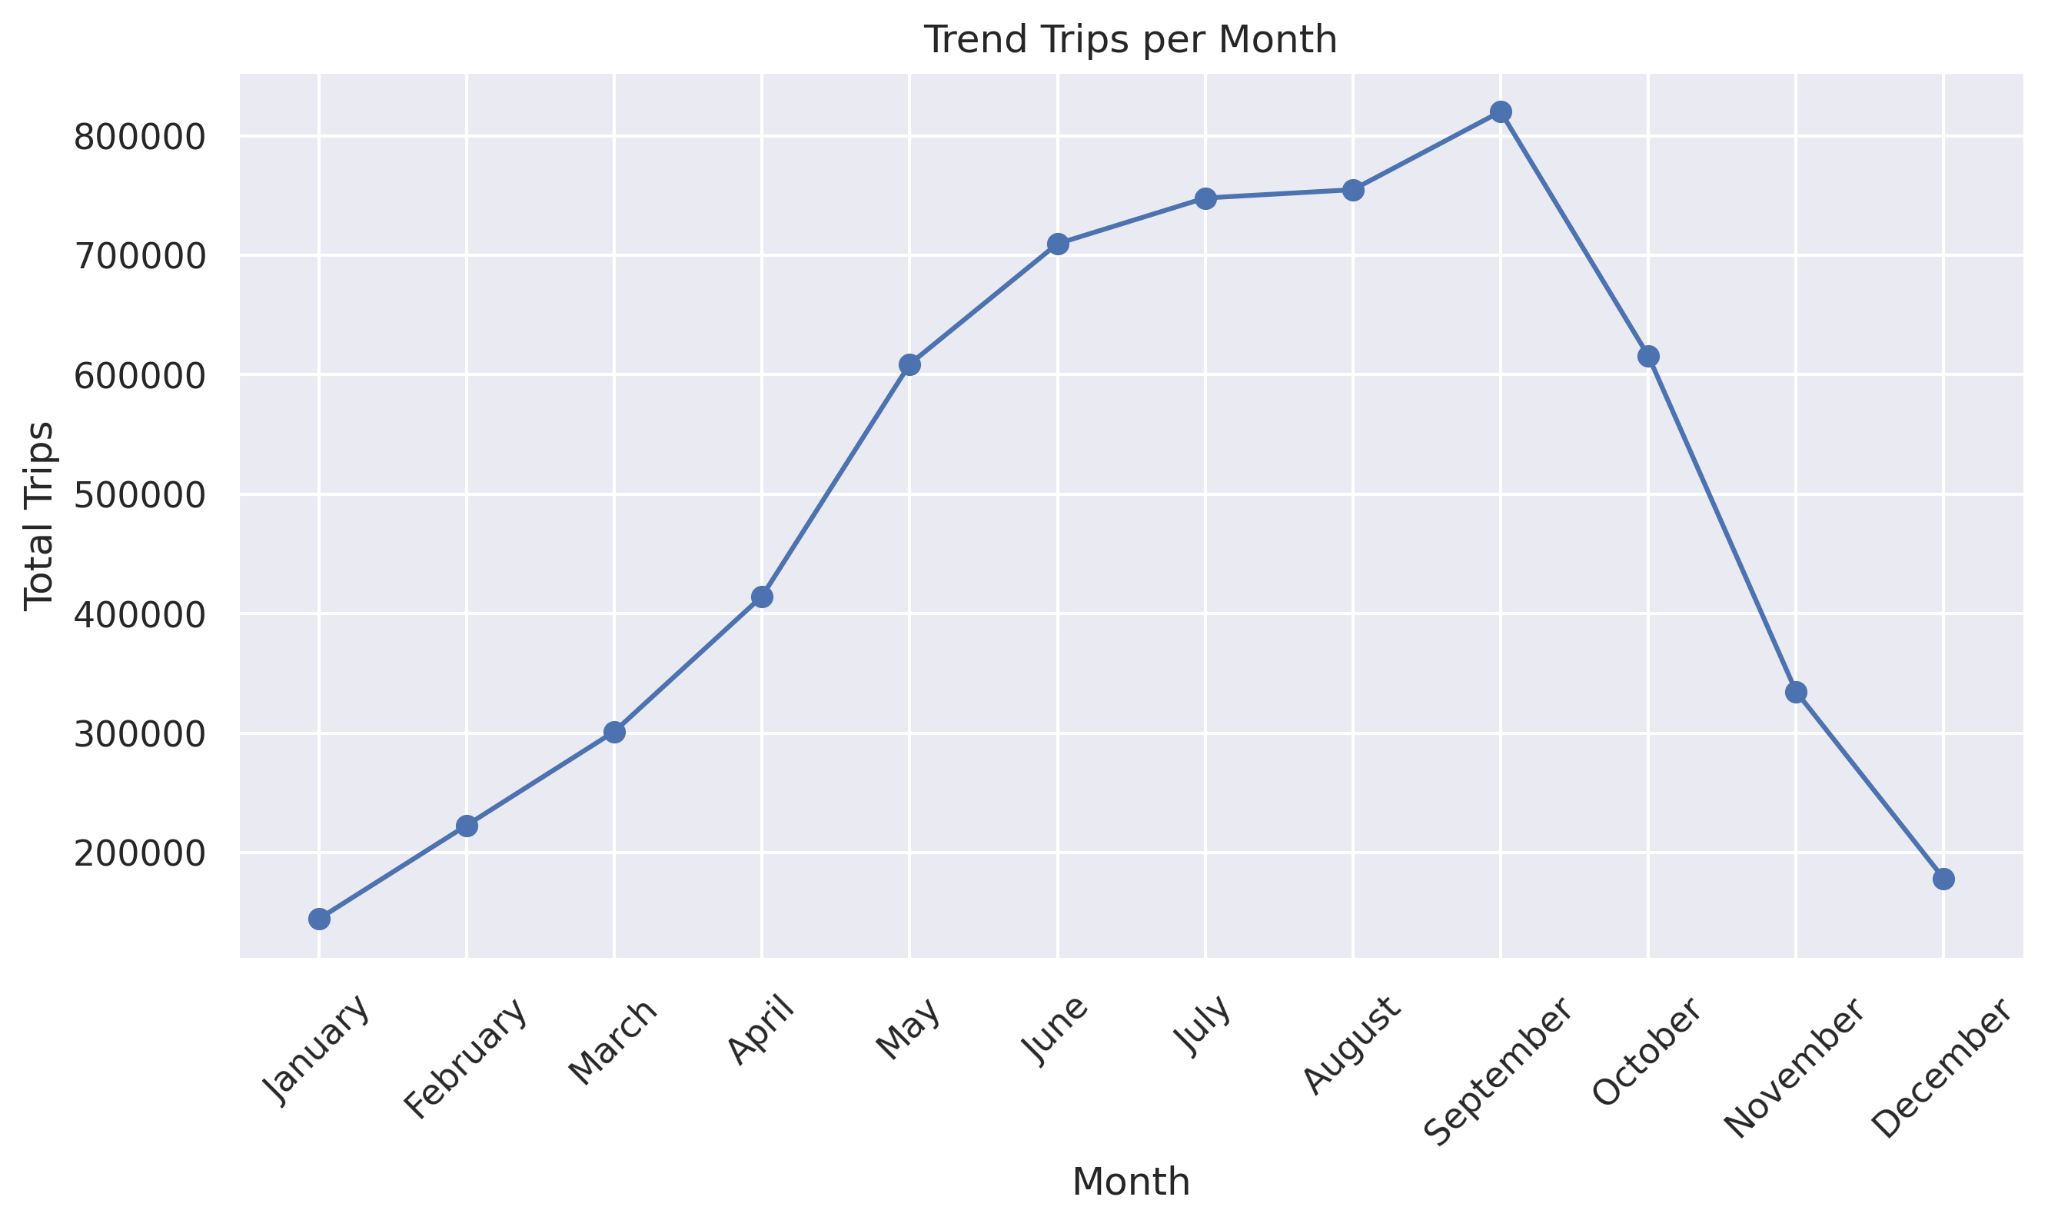 Trend Trips per Month
Total Trips
800000
700000
600000
500000
400000
300000
200000
January
February
March
April
May
June
July
August
September
October
November
December
Month